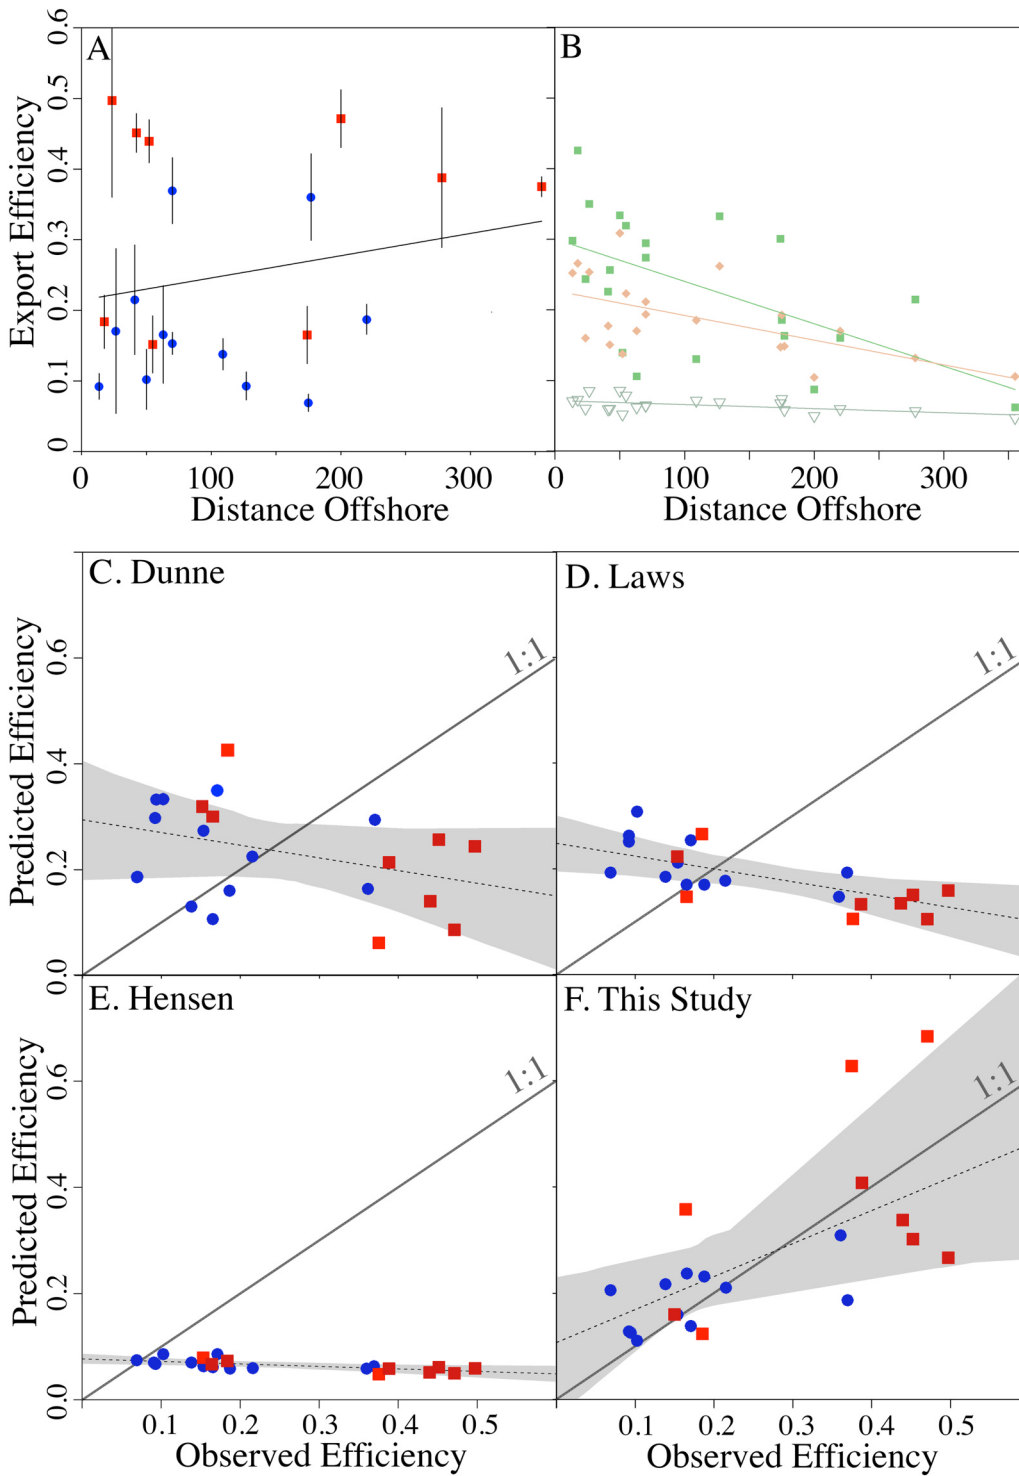 A
B
Export Efficiency
0
0.1
0.2
0.3
0.4
0.5
0.6
0
100
200
300
0
100
200
300
Distance Offshore
Distance Offshore
C. Dunne
D. Laws
1:1
1:1
Predicted Efficiency
0.0
0.2
0.4
0.6
E. Hensen
F. This Study
1:1
1:1
Predicted Efficiency
0.0
0.2
0.4
0.6
0.1
0.2
0.3
0.4
0.5
0.1
0.2
0.3
0.4
0.5
Observed Efficiency
Observed Efficiency